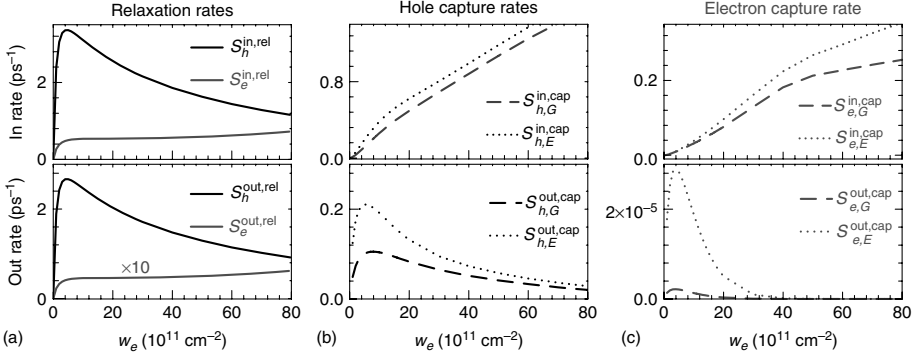 Relaxation rates
Hole capture rates
Electron capture rate
In rate (ps⁻¹)
2
0
S_h^{in,rel}
S_e^{in,rel}
0.8
0.0
S_{h,G}^{in,cap}
S_{h,E}^{in,cap}
0.2
0.0
S_{e,G}^{in,cap}
S_{e,E}^{in,cap}
Out rate (ps⁻¹)
2
0
S_h^{out,rel}
S_e^{out,rel}
×10
0.2
0.0
S_{h,G}^{out,cap}
S_{h,E}^{out,cap}
2×10⁻⁵
0
S_{e,G}^{out,cap}
S_{e,E}^{out,cap}
0 20 40 60 80
0 20 40 60 80
0 20 40 60 80
(a) w_e (10¹¹ cm⁻²)
(b) w_e (10¹¹ cm⁻²)
(c) w_e (10¹¹ cm⁻²)